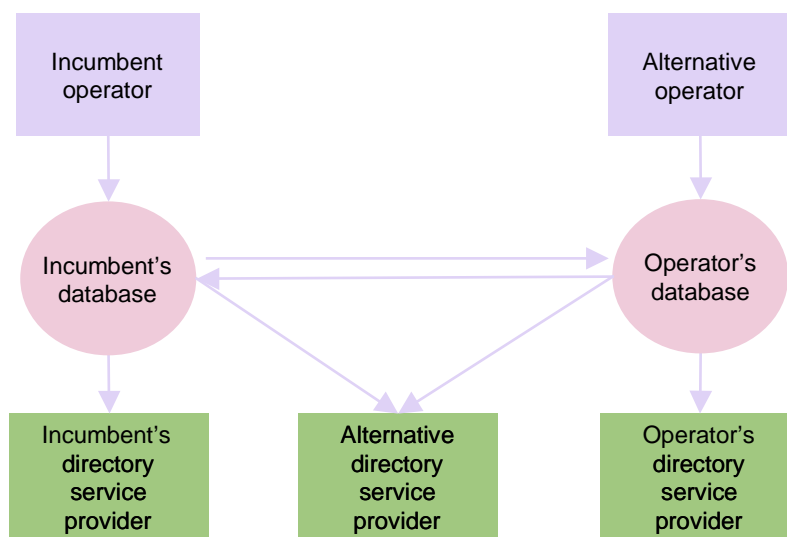 Incumbent
operator
Alternative
operator
Incumbent’s
database
Operator’s
database
Incumbent’s
directory
service
provider
Alternative
directory
service
provider
Operator’s
directory
service
provider